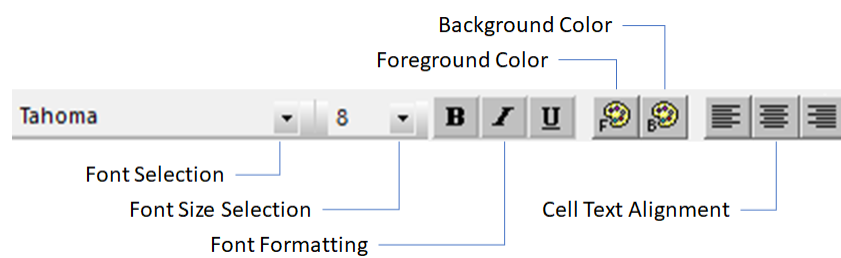 Background Color
Foreground Color
Tahoma 8 B I U F B
Font Selection
Font Size Selection Cell Text Alignment
Font Formatting